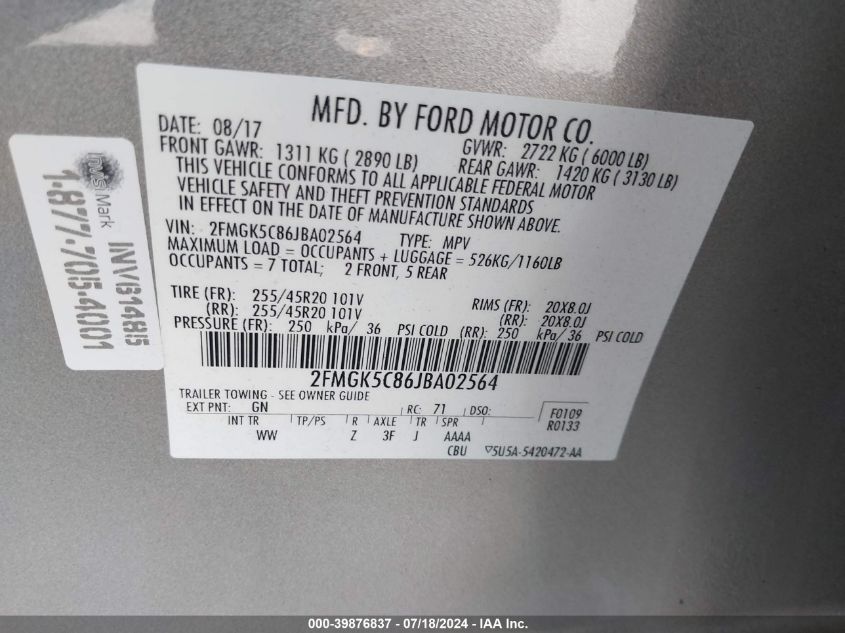 MFD. BY FORD MOTOR CO.
DATE: 08/17 GVWR: 2722 KG ( 6000 LB)
FRONT GAWR: 1311 KG ( 2890 LB) REAR GAWR: 1420 KG ( 3130 LB)
THIS VEHICLE CONFORMS TO ALL APPLICABLE FEDERAL MOTOR
VEHICLE SAFETY AND THEFT PREVENTION STANDARDS
IN EFFECT ON THE DATE OF MANUFACTURE SHOWN ABOVE.
VIN: 2FMGK5C86JBA02564 TYPE: MPV
MAXIMUM LOAD = OCCUPANTS + LUGGAGE = 526KG/1160LB
OCCUPANTS = 7 TOTAL; 2 FRONT, 5 REAR
TIRE (FR): 255/45R20 101V RIMS (FR): 20X8.0J
(RR): 255/45R20 101V (RR): 20X8.0J
PRESSURE (FR): 250 kPa/ 36 PSI COLD (RR): 250 kPa/36 PSI COLD
2FMGK5C86JBA02564
TRAILER TOWING - SEE OWNER GUIDE
EXT PNT: GN RC: 71 DSO: F0109
INT TR TP/PS R AXLE TR SPR R0133
WW Z 3F J AAAA
CBU 5U5A-5420472-AA
Mark
1-877-705-4001
INV614815
000-39876837 - 07/18/2024 - IAA Inc.